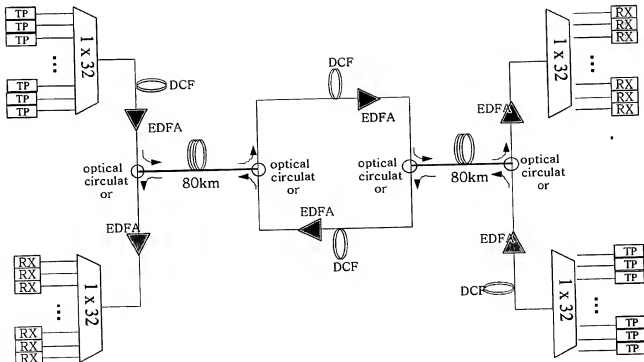 TP
TP
TP
...
TP
TP
TP
1 x 32
DCF
EDFA
DCF
EDFA
RX
RX
RX
...
RX
RX
RX
1 x 32
EDFA
optical
circulat
or
80km
optical
circulat
or
optical
circulat
or
80km
optical
circulat
or
EDFA
RX
RX
RX
...
RX
RX
RX
1 x 32
EDFA
DCF
EDFA
DCF
TP
TP
TP
...
TP
TP
TP
1 x 32